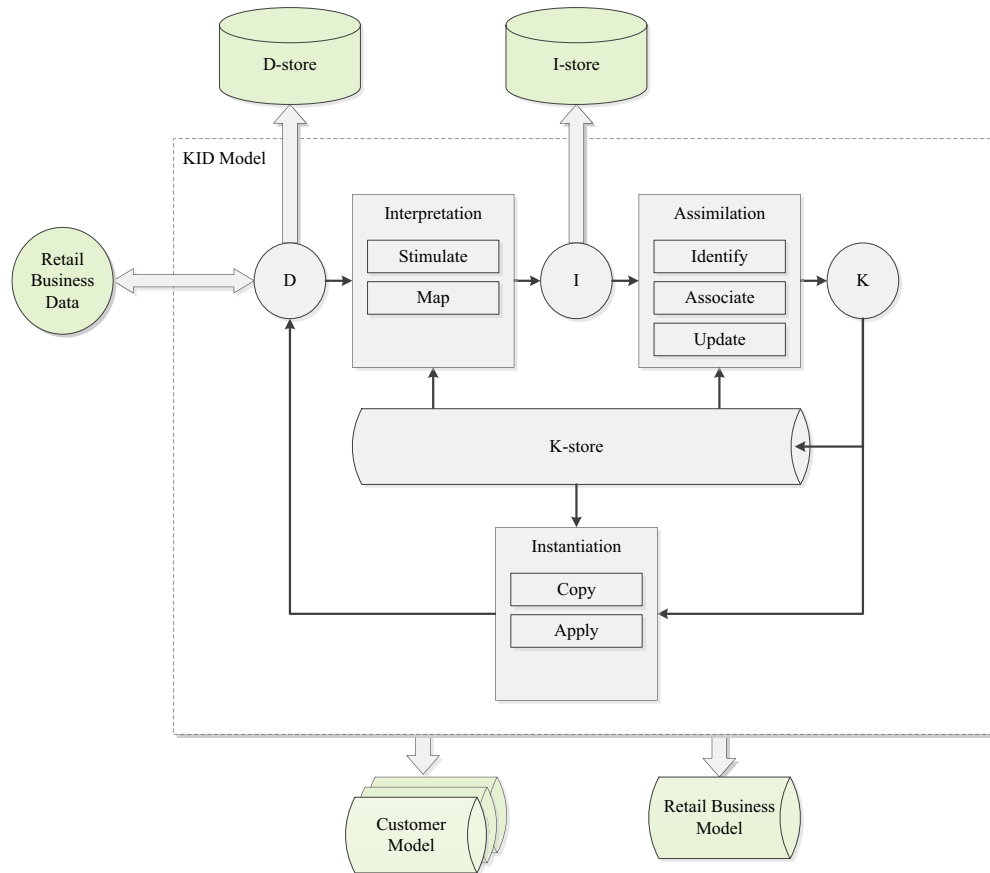 D-store
I-store
KID Model
Interpretation
Assimilation
Retail
Business
Data
D
Stimulate
Map
I
Identify
Associate
Update
K
K-store
Instantiation
Copy
Apply
Customer
Model
Retail Business
Model